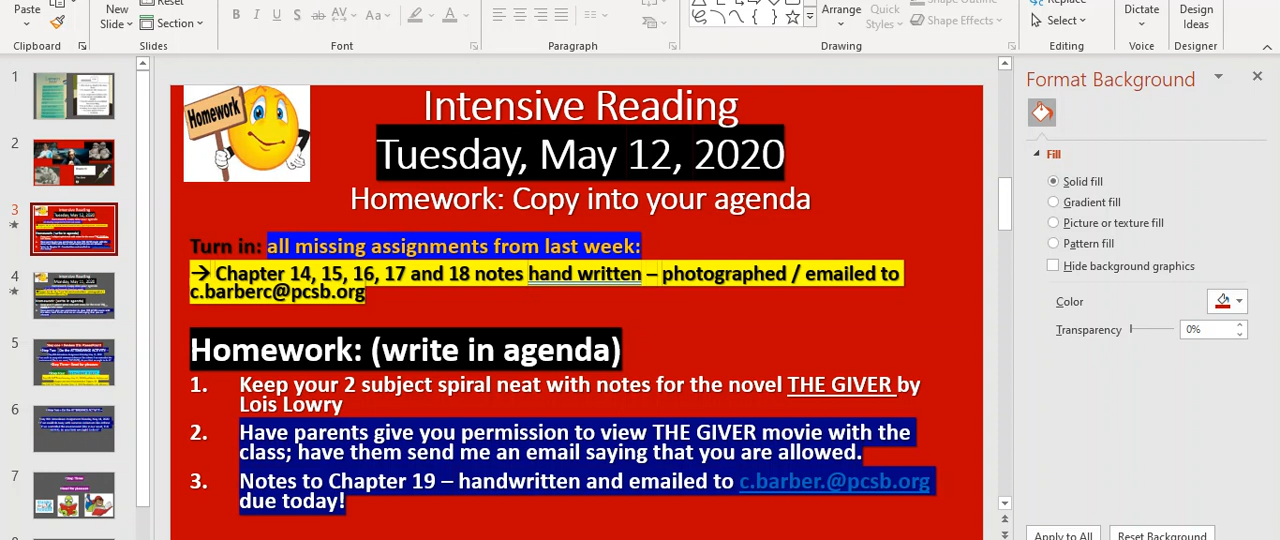 Paste
New
Slide
Reset
Section
B I U S ab AV Aa A
Arrange
Quick
Styles
Shape Outline
Shape Effects
Replace
Select
Dictate
Design
Ideas
Clipboard
Slides
Font
Paragraph
Drawing
Editing
Voice
Designer
1
2
3
4
5
6
7
Homework
Intensive Reading
Tuesday, May 12, 2020
Homework: Copy into your agenda
Turn in: all missing assignments from last week:
→ Chapter 14, 15, 16, 17 and 18 notes hand written – photographed / emailed to
c.barberc@pcsb.org
Homework: (write in agenda)
1. Keep your 2 subject spiral neat with notes for the novel THE GIVER by
Lois Lowry
2. Have parents give you permission to view THE GIVER movie with the
class; have them send me an email saying that you are allowed.
3. Notes to Chapter 19 – handwritten and emailed to c.barber.@pcsb.org
due today!
Format Background
Fill
Solid fill
Gradient fill
Picture or texture fill
Pattern fill
Hide background graphics
Color
Transparency
0%
Apply to All
Reset Background